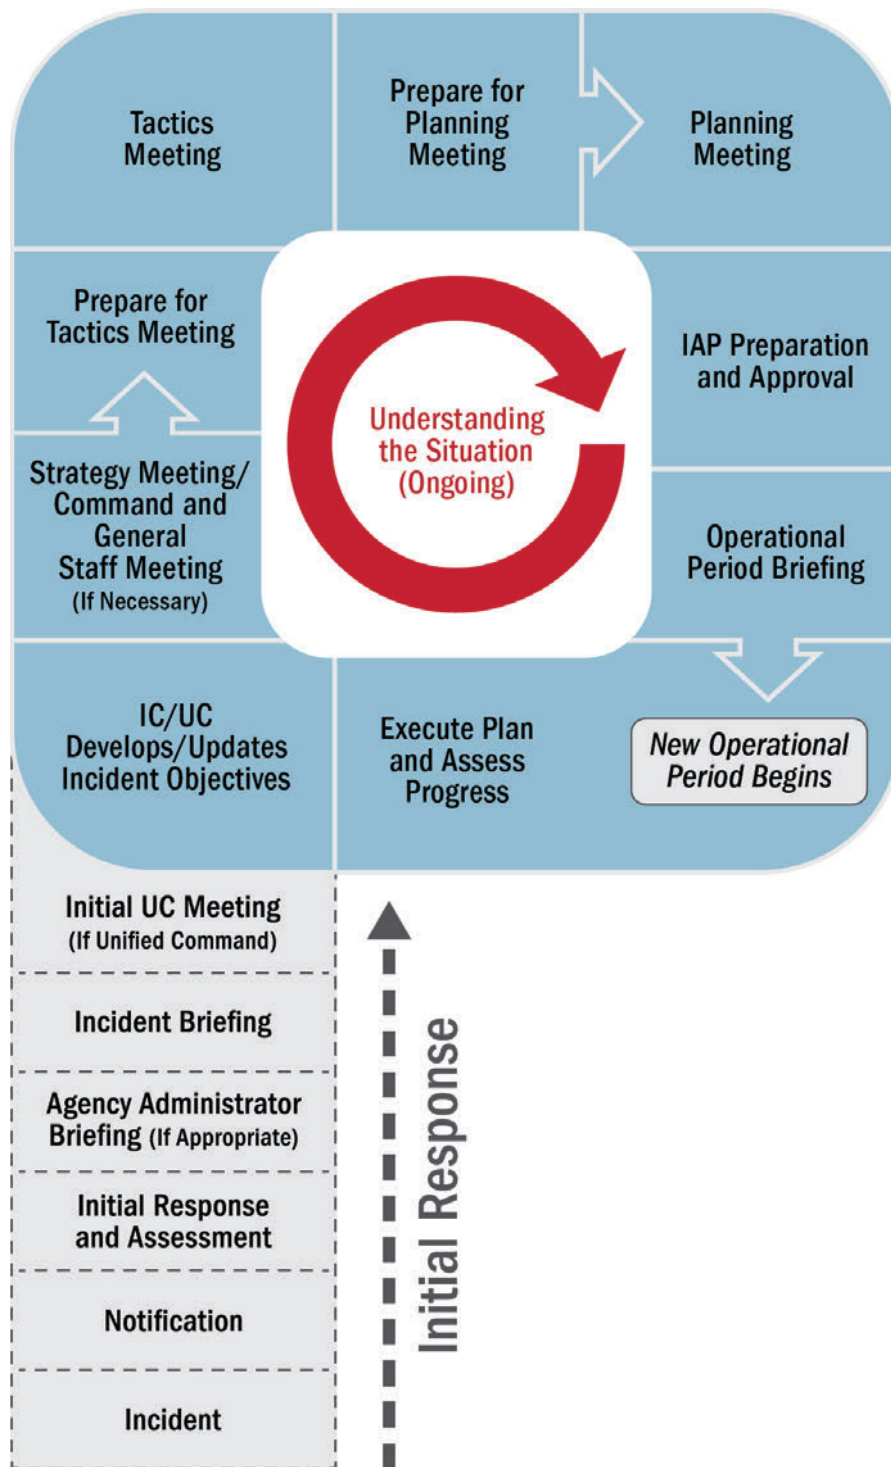 Tactics
Meeting
Prepare for
Planning
Meeting
Planning
Meeting
Prepare for
Tactics Meeting
Understanding
the Situation
(Ongoing)
IAP Preparation
and Approval
Strategy Meeting/
Command and
General
Staff Meeting
(If Necessary)
Operational
Period Briefing
IC/UC
Develops/Updates
Incident Objectives
Execute Plan
and Assess
Progress
New Operational
Period Begins
Initial UC Meeting
(If Unified Command)
Incident Briefing
Agency Administrator
Briefing (If Appropriate)
Initial Response
and Assessment
Notification
Incident
Initial Response